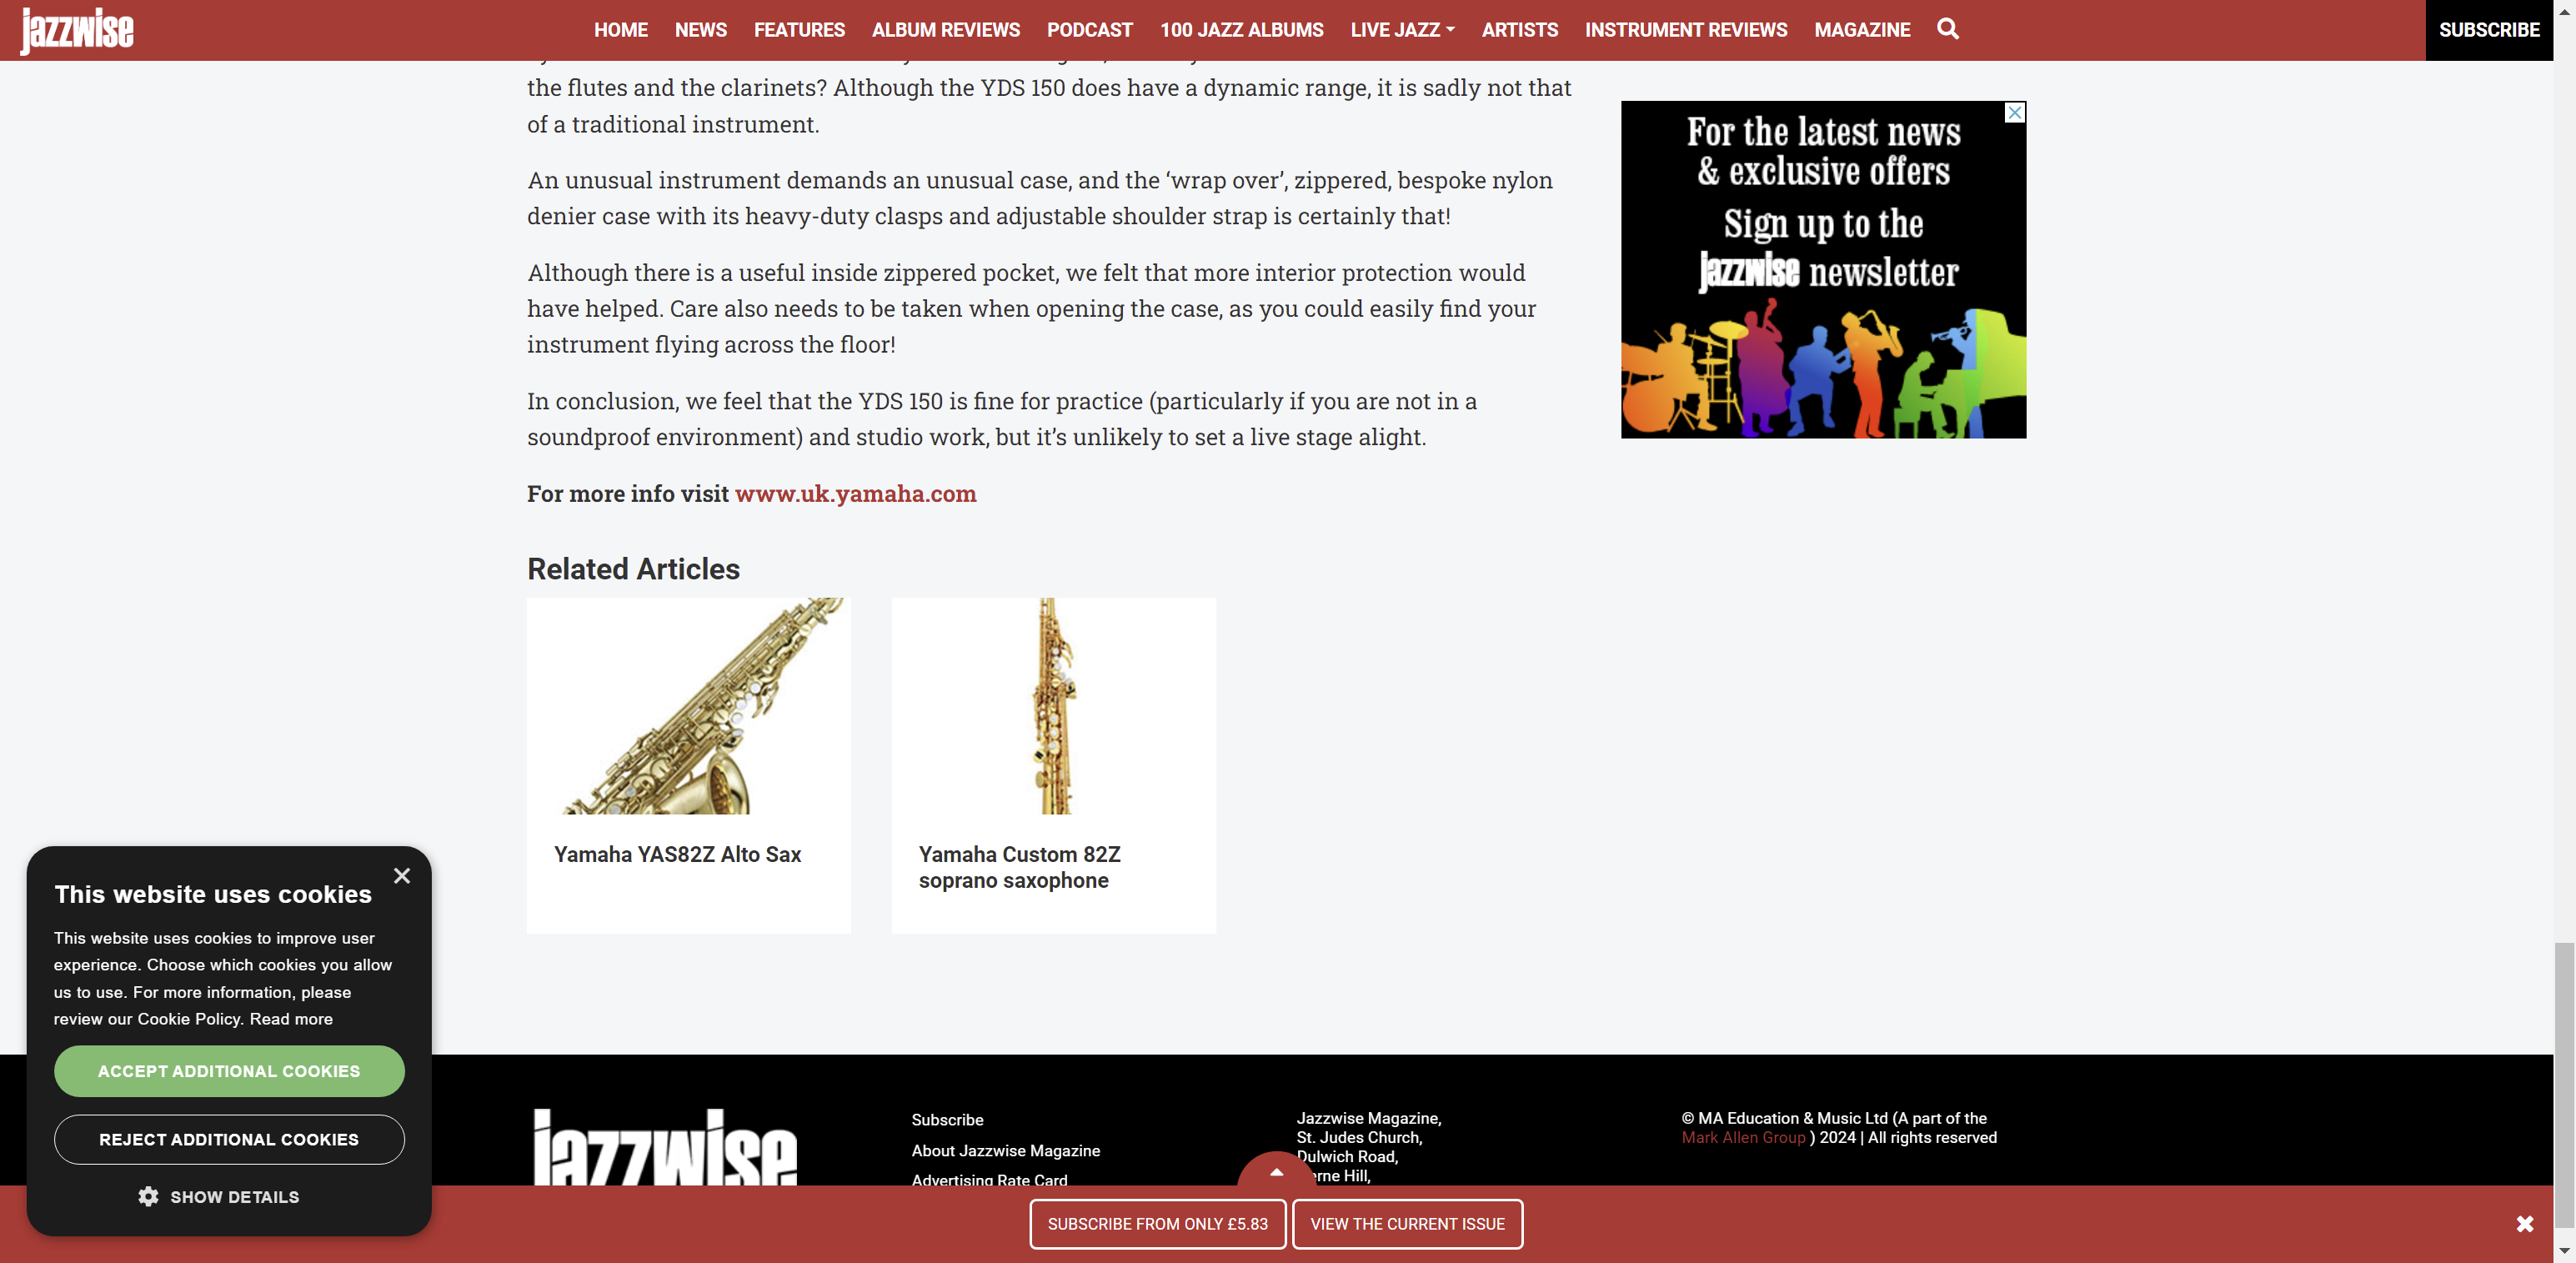 jazzwise
HOME NEWS FEATURES ALBUM REVIEWS PODCAST 100 JAZZ ALBUMS LIVE JAZZ ARTISTS INSTRUMENT REVIEWS MAGAZINE
SUBSCRIBE
the flutes and the clarinets? Although the YDS 150 does have a dynamic range, it is sadly not that
of a traditional instrument.
An unusual instrument demands an unusual case, and the ‘wrap over’, zippered, bespoke nylon
denier case with its heavy-duty clasps and adjustable shoulder strap is certainly that!
Although there is a useful inside zippered pocket, we felt that more interior protection would
have helped. Care also needs to be taken when opening the case, as you could easily find your
instrument flying across the floor!
In conclusion, we feel that the YDS 150 is fine for practice (particularly if you are not in a
soundproof environment) and studio work, but it’s unlikely to set a live stage alight.
For more info visit www.uk.yamaha.com
For the latest news
& exclusive offers
Sign up to the
jazzwise newsletter
Related Articles
Yamaha YAS82Z Alto Sax
Yamaha Custom 82Z
soprano saxophone
This website uses cookies
This website uses cookies to improve user
experience. Choose which cookies you allow
us to use. For more information, please
review our Cookie Policy. Read more
ACCEPT ADDITIONAL COOKIES
REJECT ADDITIONAL COOKIES
SHOW DETAILS
jazzwise
Subscribe
About Jazzwise Magazine
Advertising Rate Card
Jazzwise Magazine,
St. Judes Church,
Dulwich Road,
Hill,
© MA Education & Music Ltd (A part of the
Mark Allen Group ) 2024 | All rights reserved
SUBSCRIBE FROM ONLY £5.83
VIEW THE CURRENT ISSUE